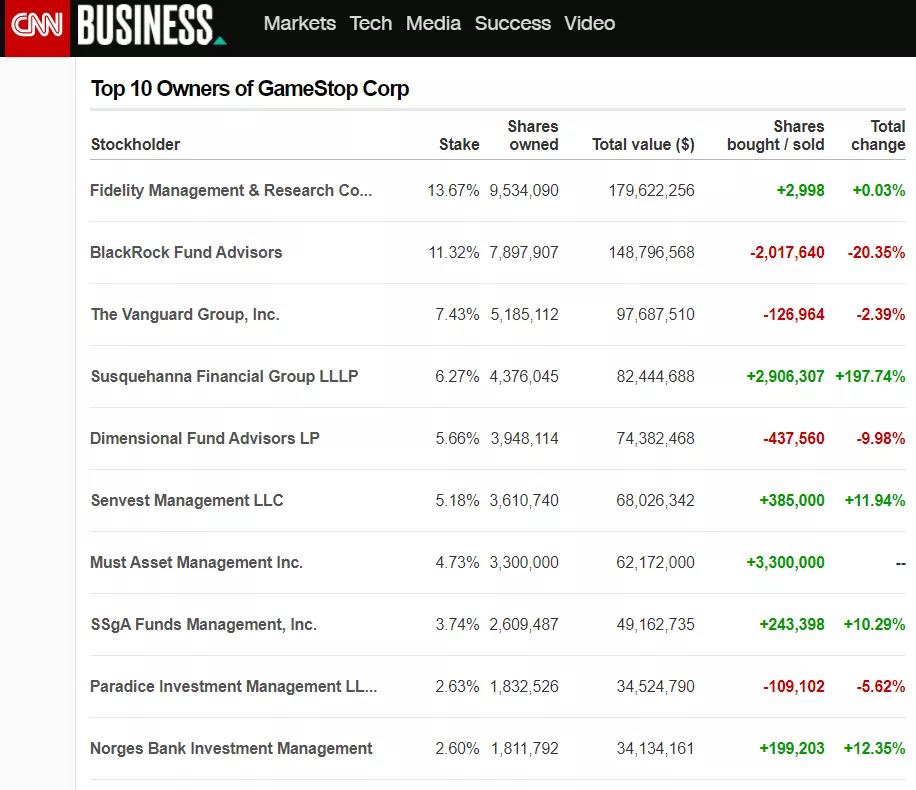 CNN BUSINESS Markets Tech Media Success Video
Top 10 Owners of GameStop Corp
Stockholder Stake Shares owned Total value ($) Shares bought / sold Total change
Fidelity Management & Research Co... 13.67% 9,534,090 179,622,256 +2,998 +0.03%
BlackRock Fund Advisors 11.32% 7,897,907 148,796,568 -2,017,640 -20.35%
The Vanguard Group, Inc. 7.43% 5,185,112 97,687,510 -126,964 -2.39%
Susquehanna Financial Group LLLP 6.27% 4,376,045 82,444,688 +2,906,307 +197.74%
Dimensional Fund Advisors LP 5.66% 3,948,114 74,382,468 -437,560 -9.98%
Senvest Management LLC 5.18% 3,610,740 68,026,342 +385,000 +11.94%
Must Asset Management Inc. 4.73% 3,300,000 62,172,000 +3,300,000 --
SSgA Funds Management, Inc. 3.74% 2,609,487 49,162,735 +243,398 +10.29%
Paradice Investment Management LL... 2.63% 1,832,526 34,524,790 -109,102 -5.62%
Norges Bank Investment Management 2.60% 1,811,792 34,134,161 +199,203 +12.35%